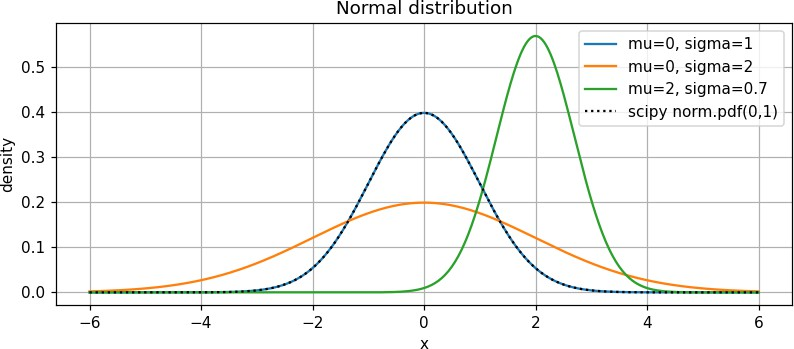 Normal distribution
mu=0, sigma=1
mu=0, sigma=2
mu=2, sigma=0.7
scipy norm.pdf(0,1)
density
0.5
0.4
0.3
0.2
0.1
0.0
−6 −4 −2 0 2 4 6
x